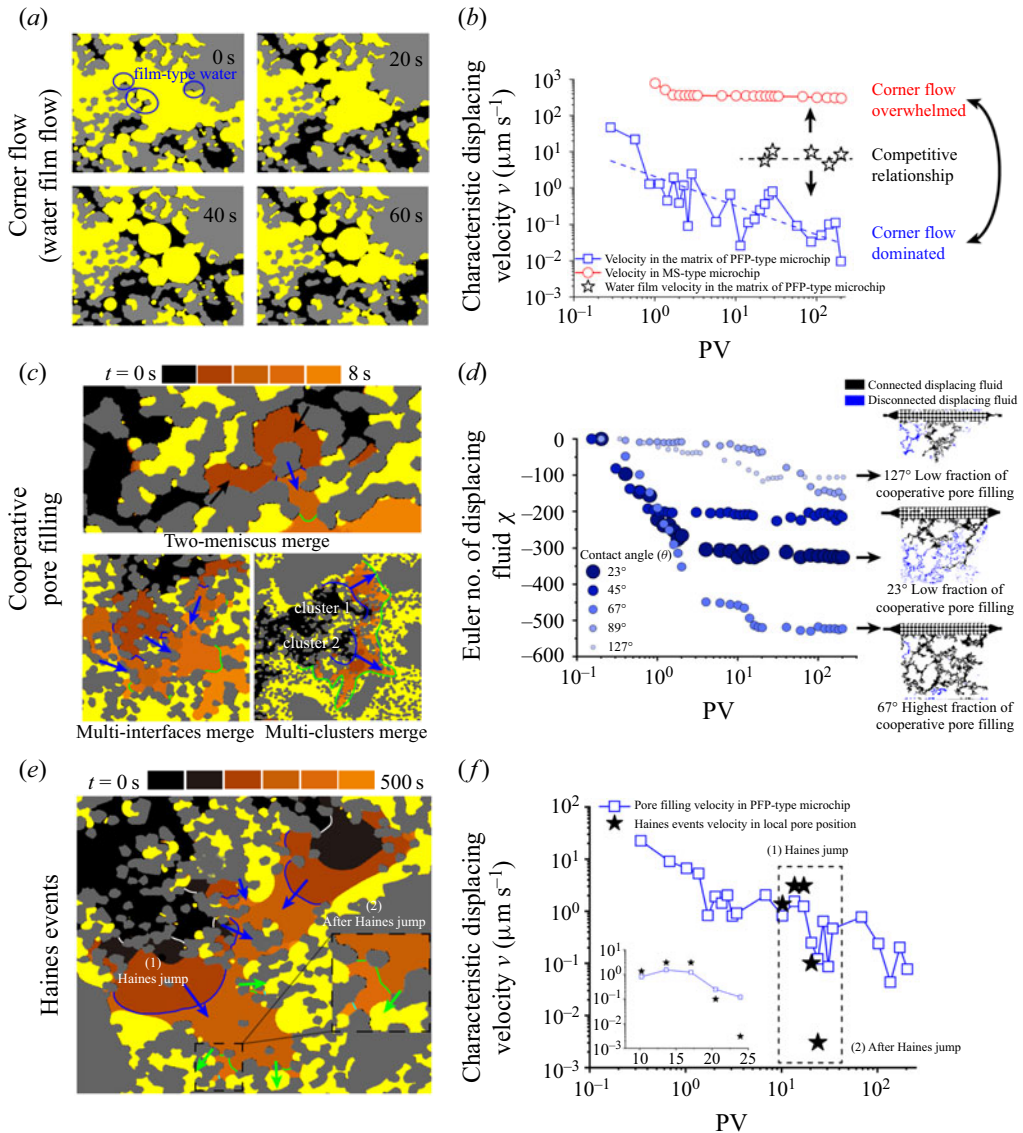 (a)
Corner flow
(water film flow)
0 s
film-type water
20 s
40 s
60 s
(b)
Characteristic displacing
velocity v (μm s⁻¹)
10³
10²
10¹
10⁰
10⁻¹
10⁻²
10⁻³
Corner flow
overwhelmed
Competitive
relationship
Corner flow
dominated
Velocity in the matrix of PFP-type microchip
Velocity in MS-type microchip
Water film velocity in the matrix of PFP-type microchip
10⁻¹ 10⁰ 10¹ 10²
PV
(c)
Cooperative
pore filling
t = 0 s 8 s
Two-meniscus merge
cluster 1
cluster 2
Multi-interfaces merge
Multi-clusters merge
(d)
Euler no. of displacing
fluid χ
0
–100
–200
–300
–400
–500
–600
Contact angle (θ)
23°
45°
67°
89°
127°
10⁻¹ 10⁰ 10¹ 10²
PV
Connected displacing fluid
Disconnected displacing fluid
127° Low fraction of
cooperative pore filling
23° Low fraction of
cooperative pore filling
67° Highest fraction of
cooperative pore filling
(e)
Haines events
t = 0 s 500 s
(1)
Haines jump
(2)
After Haines jump
(f)
Characteristic displacing
velocity v (μm s⁻¹)
10²
10¹
10⁰
10⁻¹
10⁻²
10⁻³
Pore filling velocity in PFP-type microchip
Haines events velocity in local pore position
(1) Haines jump
(2) After Haines jump
10¹
10⁰
10⁻¹
10⁻²
10⁻³
10 15 20 25
10⁻¹ 10⁰ 10¹ 10²
PV